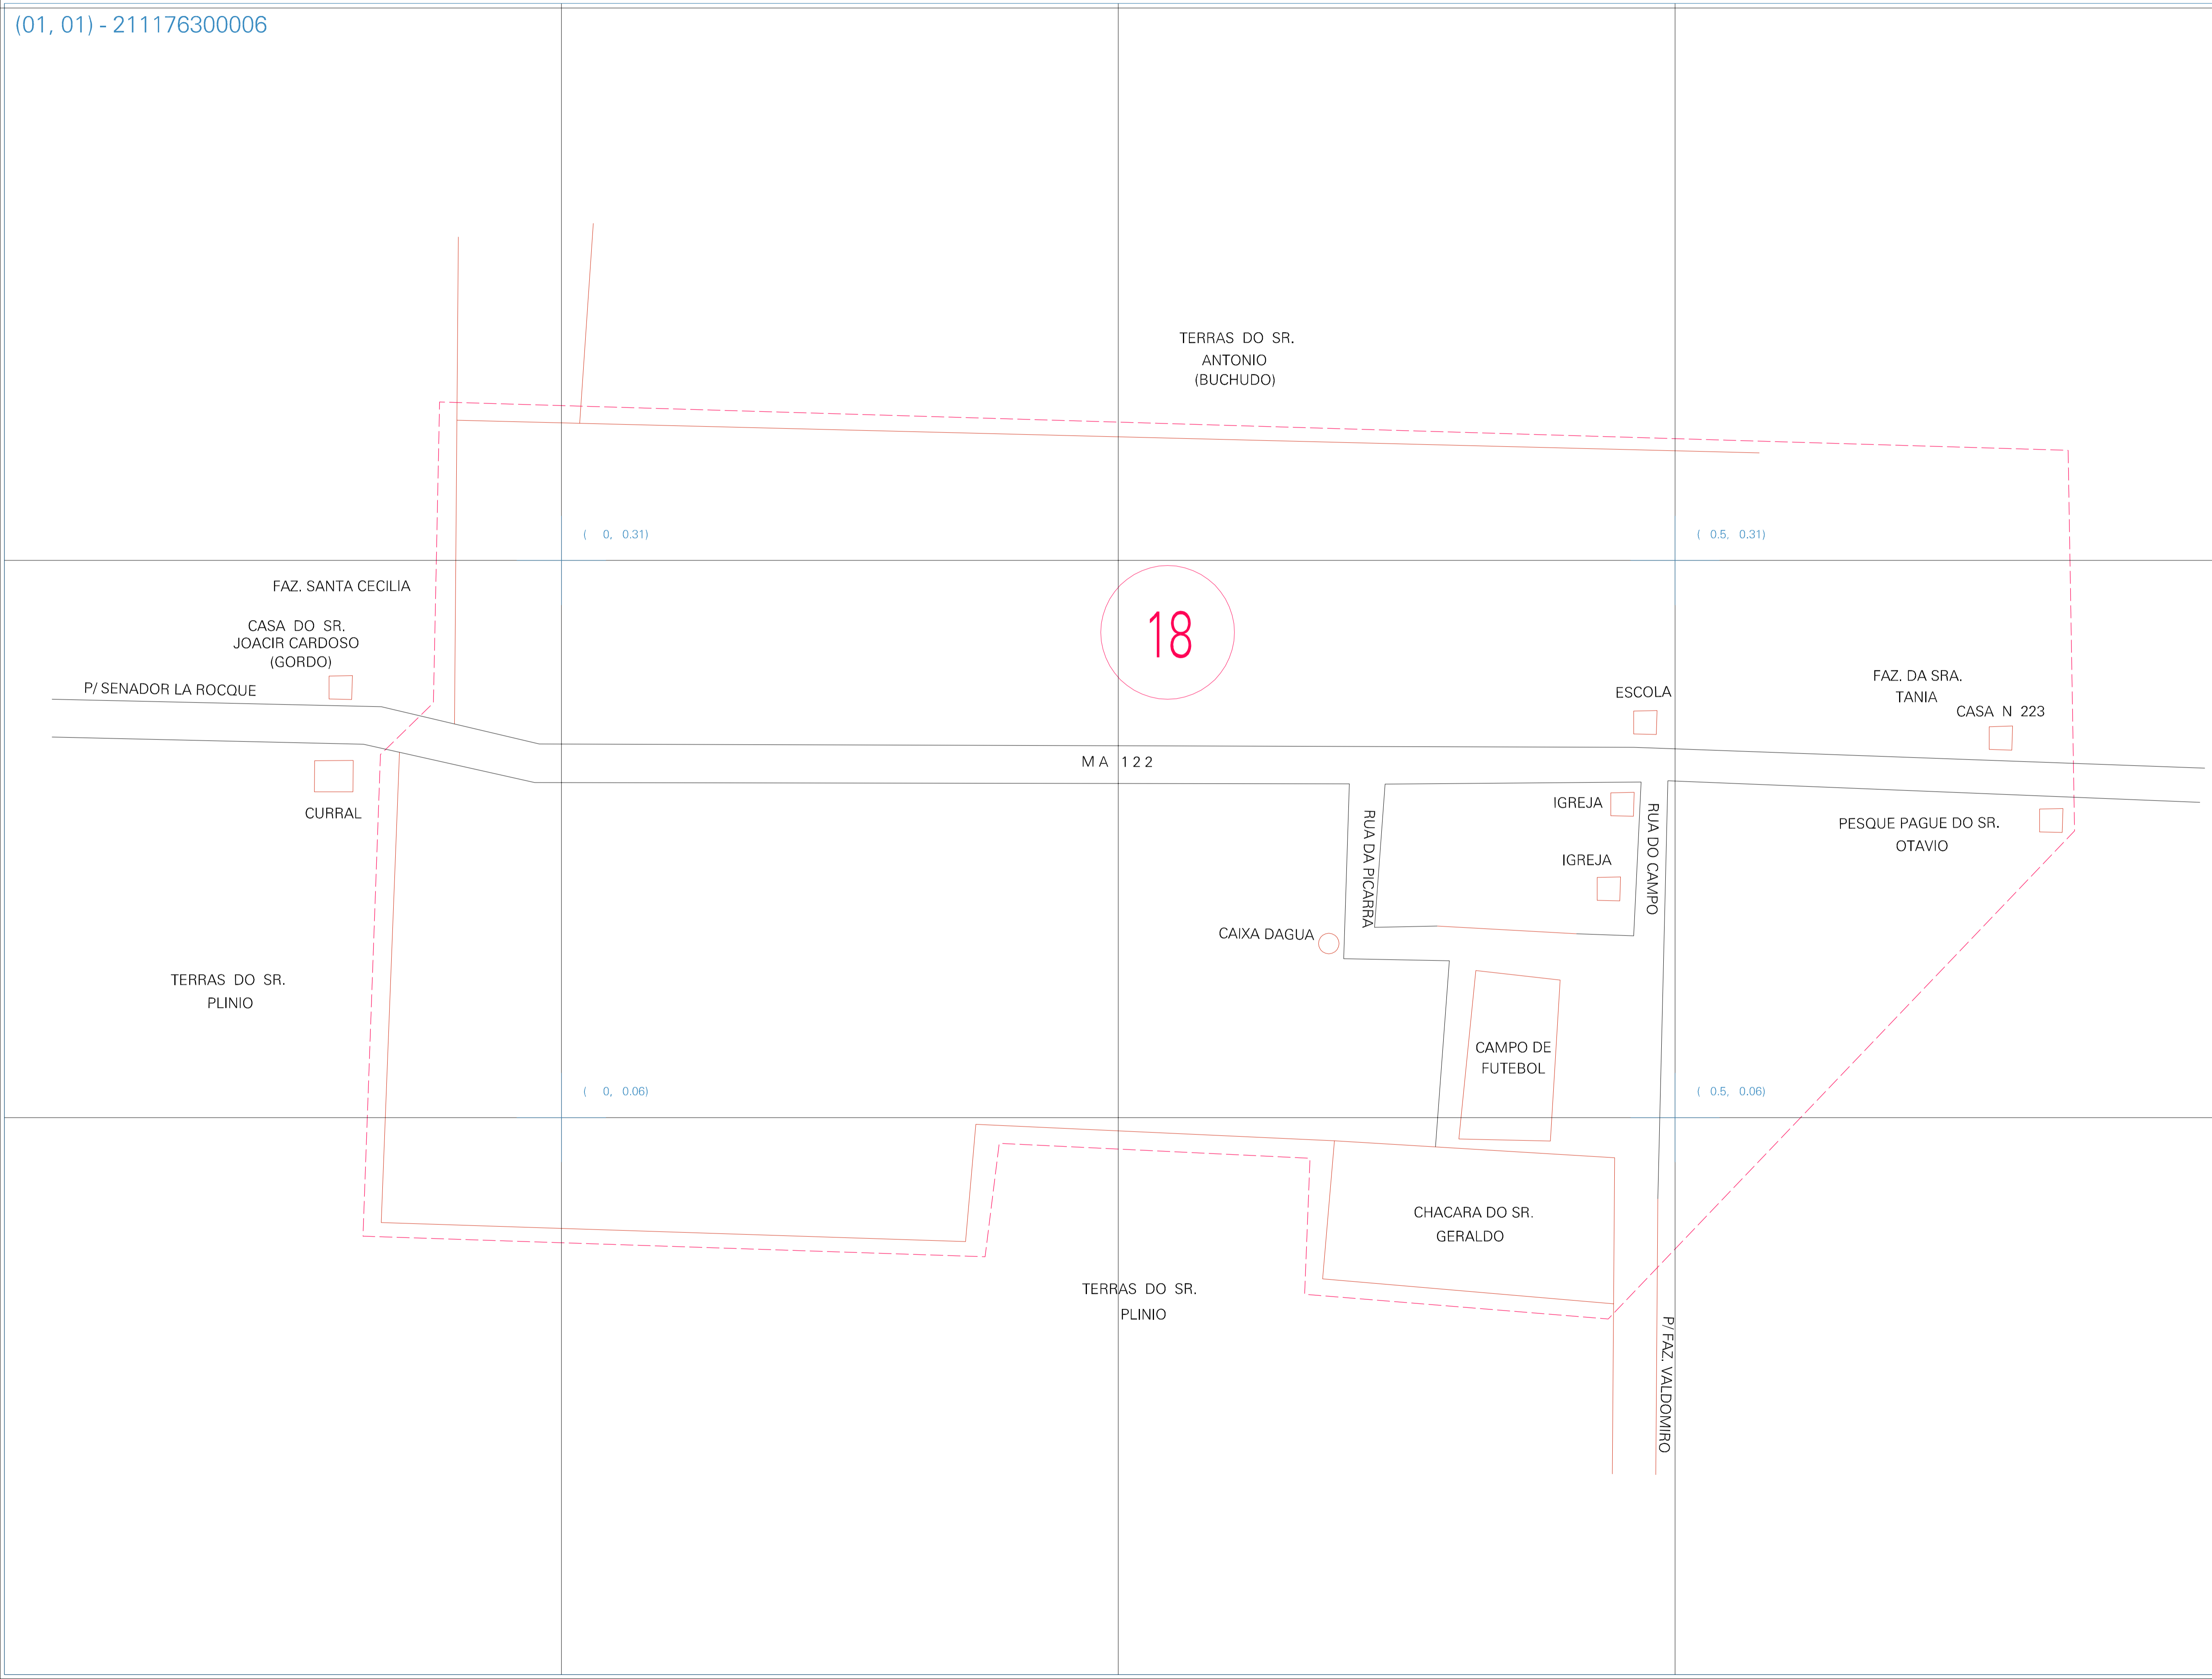 (01, 01) - 211176300006
TERRAS DO SR.
ANTONIO
(BUCHUDO)
( 0, 0.31)
( 0.5, 0.31)
FAZ. SANTA CECILIA
CASA DO SR.
JOACIR CARDOSO
(GORDO)
P/ SENADOR LA ROCQUE
18
ESCOLA
FAZ. DA SRA.
TANIA
CASA N 223
MA 122
CURRAL
IGREJA
RUA DA PICARRA
RUA DO CAMPO
PESQUE PAGUE DO SR.
OTAVIO
IGREJA
CAIXA DAGUA
TERRAS DO SR.
PLINIO
CAMPO DE
FUTEBOL
( 0, 0.06)
( 0.5, 0.06)
CHACARA DO SR.
GERALDO
TERRAS DO SR.
PLINIO
P/ FAZ. VALDOMIRO